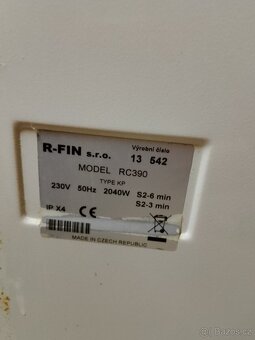 R-FIN s.r.o. Výrobní číslo
13 542
MODEL RC390
TYPE KP
230V 50Hz 2040W S2-6 min
S2-3 min
IP X4 CE
MADE IN CZECH REPUBLIC